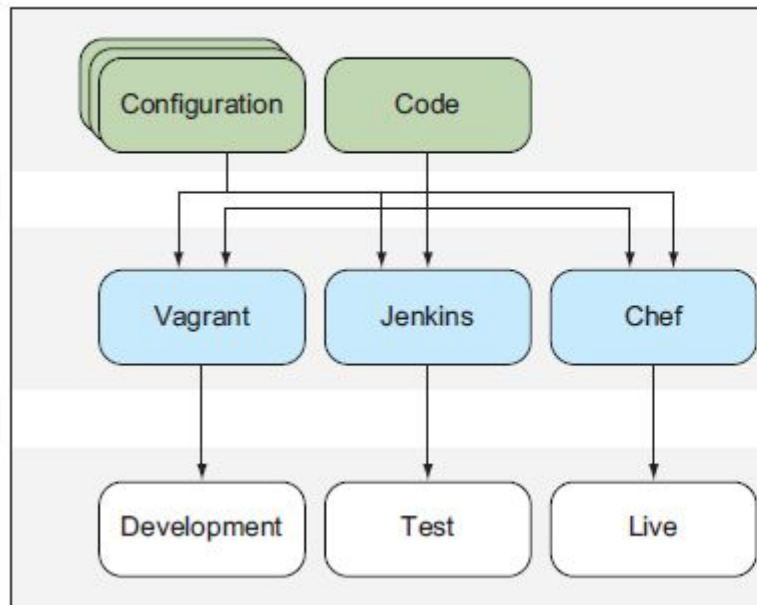 Configuration
Code
Vagrant
Jenkins
Chef
Development
Test
Live